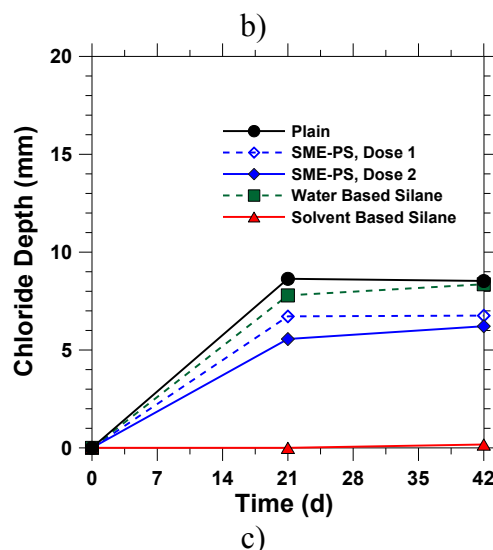 b)
20
Plain
SME-PS, Dose 1
SME-PS, Dose 2
Water Based Silane
Solvent Based Silane
15
10
5
0
Chloride Depth (mm)
0 7 14 21 28 35 42
Time (d)
c)